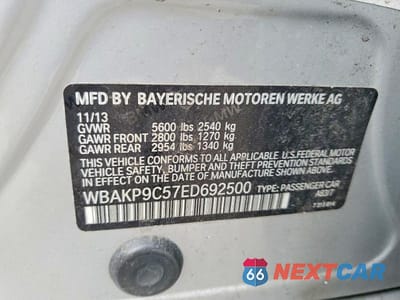 MFD BY BAYERISCHE MOTOREN WERKE AG
11/13
GVWR 5600 lbs 2540 kg
GAWR FRONT 2800 lbs 1270 kg
GAWR REAR 2954 lbs 1340 kg
THIS VEHICLE CONFORMS TO ALL APPLICABLE U.S. FEDERAL
MOTOR VEHICLE SAFETY, BUMPER, AND THEFT PREVENTION
STANDARDS IN EFFECT ON THE DATE OF MANUFACTURE SHOWN ABOVE.
WBAKP9C57ED692500 TYPE: PASSENGER CAR
66 NEXTCAR